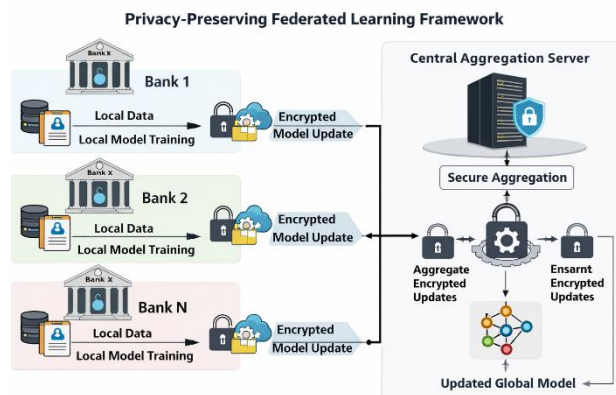 Privacy-Preserving Federated Learning Framework
Bank X
Bank 1
Local Data
Local Model Training
Encrypted
Model Update
Bank X
Bank 2
Local Data
Local Model Training
Encrypted
Model Update
Bank X
Bank N
Local Data
Local Model Training
Encrypted
Model Update
Central Aggregation Server
Secure Aggregation
Aggregate
Encrypted
Updates
Ensarnt
Encrypted
Updates
Updated Global Model